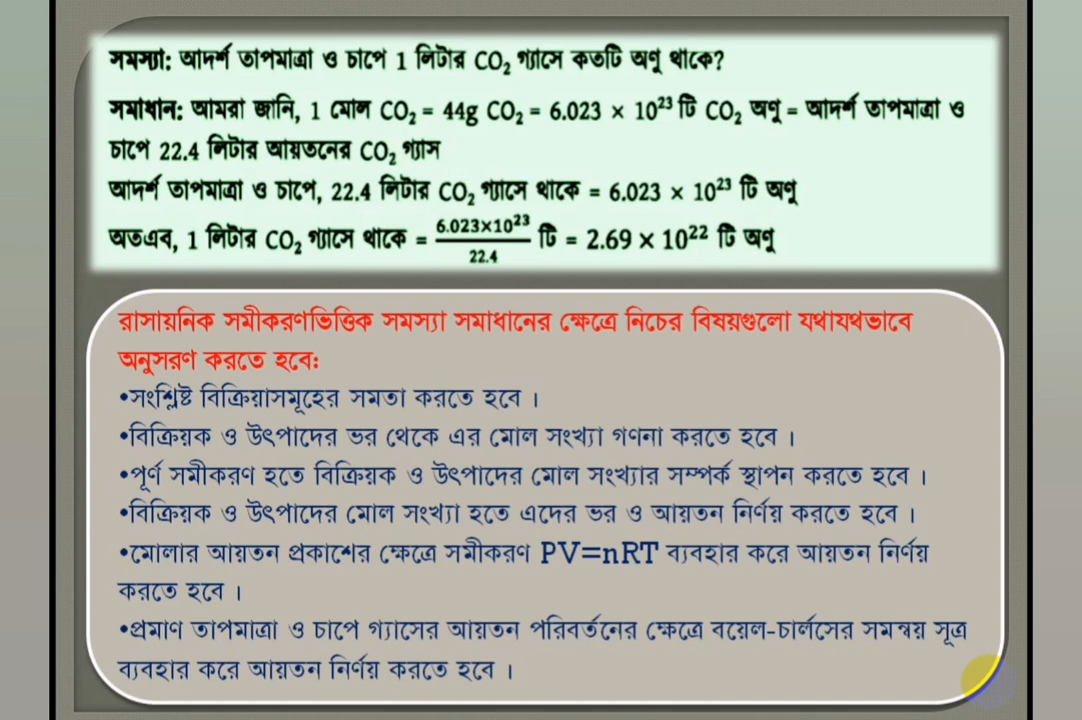 সমস্যা: আদর্শ তাপমাত্রা ও চাপে 1 লিটার CO₂ গ্যাসে কতটি অণু থাকে?
সমাধান: আমরা জানি, 1 মোল CO₂ = 44g CO₂ = 6.023 × 10²³ টি CO₂ অণু = আদর্শ তাপমাত্রা ও
চাপে 22.4 লিটার আয়তনের CO₂ গ্যাস
আদর্শ তাপমাত্রা ও চাপে, 22.4 লিটার CO₂ গ্যাসে থাকে = 6.023 × 10²³ টি অণু
অতএব, 1 লিটার CO₂ গ্যাসে থাকে = 6.023×10²³/22.4 টি = 2.69 × 10²² টি অণু
রাসায়নিক সমীকরণভিত্তিক সমস্যা সমাধানের ক্ষেত্রে নিচের বিষয়গুলো যথাযথভাবে
অনুসরণ করতে হবে:
•সংশ্লিষ্ট বিক্রিয়াসমূহের সমতা করতে হবে ।
•বিক্রিয়ক ও উৎপাদের ভর থেকে এর মোল সংখ্যা গণনা করতে হবে ।
•পূর্ণ সমীকরণ হতে বিক্রিয়ক ও উৎপাদের মোল সংখ্যার সম্পর্ক স্থাপন করতে হবে ।
•বিক্রিয়ক ও উৎপাদের মোল সংখ্যা হতে এদের ভর ও আয়তন নির্ণয় করতে হবে ।
•মোলার আয়তন প্রকাশের ক্ষেত্রে সমীকরণ PV=nRT ব্যবহার করে আয়তন নির্ণয়
করতে হবে ।
•প্রমাণ তাপমাত্রা ও চাপে গ্যাসের আয়তন পরিবর্তনের ক্ষেত্রে বয়েল-চার্লসের সমন্বয় সূত্র
ব্যবহার করে আয়তন নির্ণয় করতে হবে ।